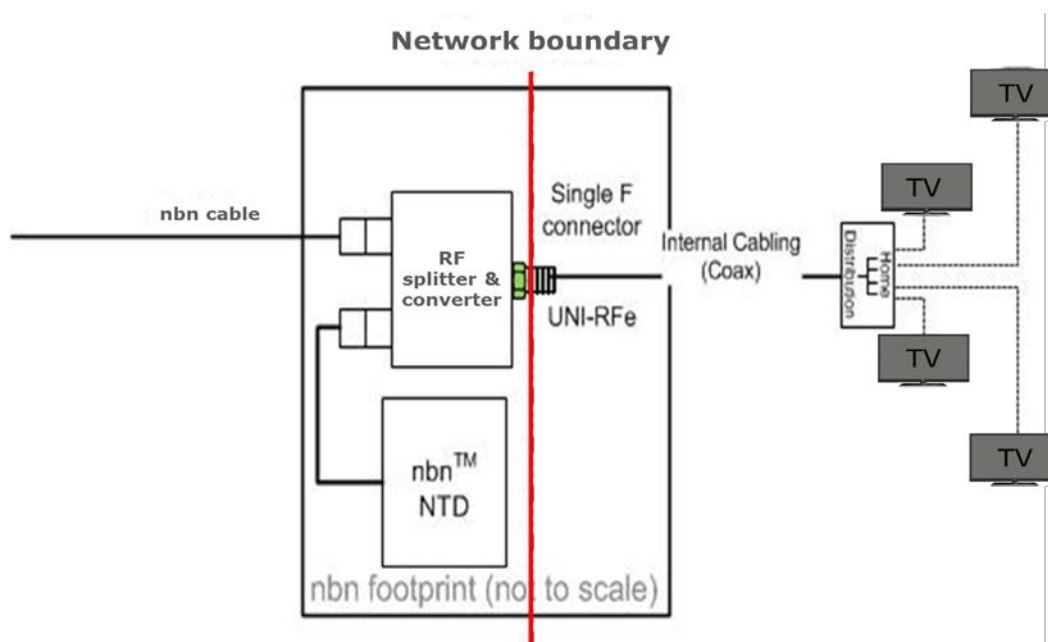 Network boundary
nbn cable
RF
splitter &
converter
Single F
connector
UNI-RFe
Internal Cabling
(Coax)
Home
Distribution
TV
TV
TV
TV
nbn™
NTD
nbn footprint (not to scale)